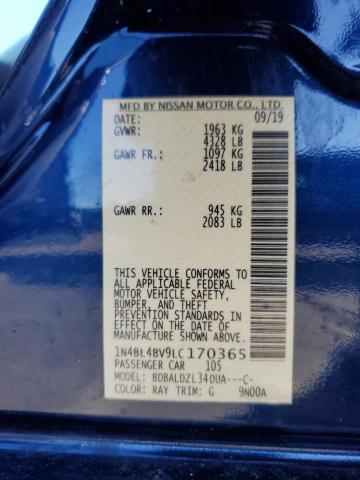 MFD BY NISSAN MOTOR CO., LTD.
DATE: 09/19
GVWR: 1963 KG
4328 LB
GAWR FR.: 1097 KG
2418 LB
GAWR RR.: 945 KG
2083 LB
THIS VEHICLE CONFORMS TO
ALL APPLICABLE FEDERAL
MOTOR VEHICLE SAFETY,
BUMPER, AND THEFT
PREVENTION STANDARDS IN
EFFECT ON THE DATE OF
MANUFACTURE SHOWN ABOVE.
1N4BL4BV9LC170365
PASSENGER CAR 105
MODEL: BDBALDZL34DUA---C-
COLOR: RAY TRIM: G 9N00A